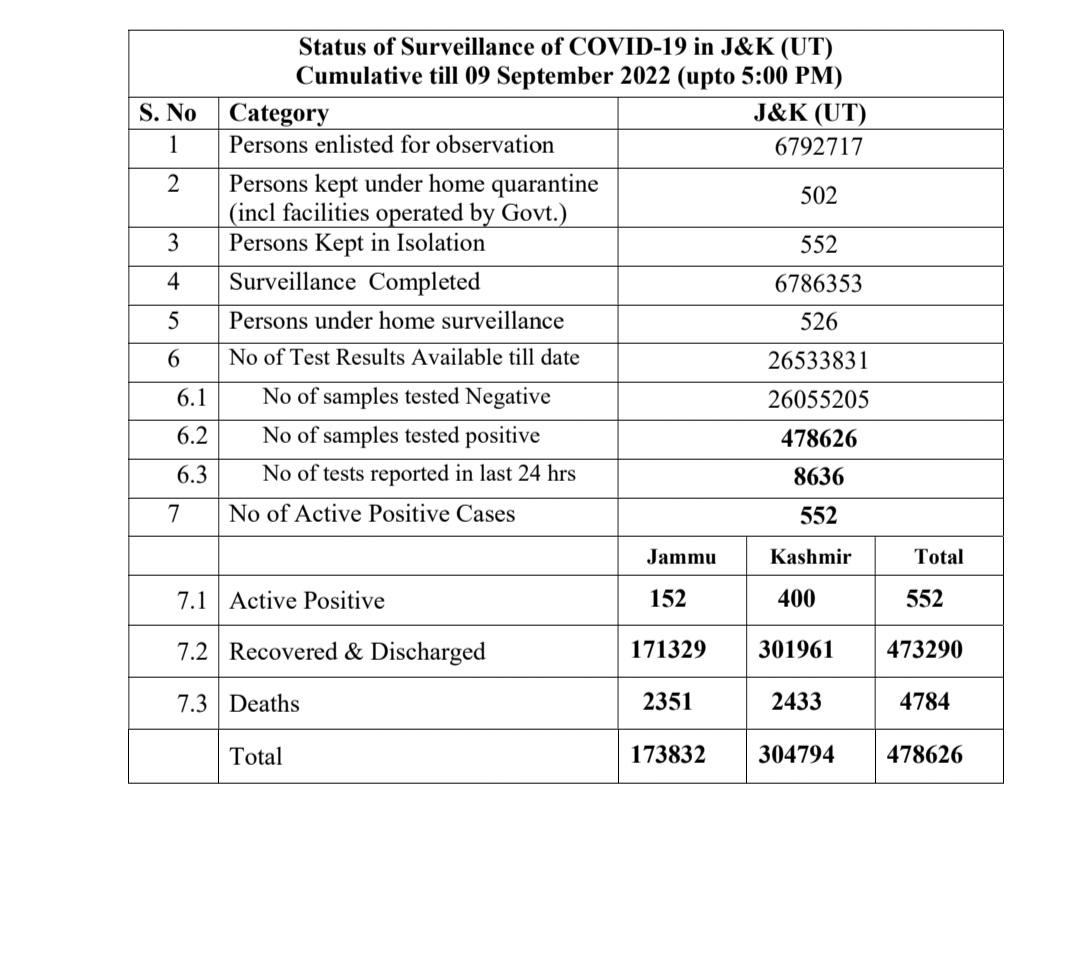 Status of Surveillance of COVID-19 in J&K (UT)
Cumulative till 09 September 2022 (upto 5:00 PM)
S. No Category J&K (UT)
1 Persons enlisted for observation 6792717
2 Persons kept under home quarantine
(incl facilities operated by Govt.) 502
3 Persons Kept in Isolation 552
4 Surveillance Completed 6786353
5 Persons under home surveillance 526
6 No of Test Results Available till date 26533831
6.1 No of samples tested Negative 26055205
6.2 No of samples tested positive 478626
6.3 No of tests reported in last 24 hrs 8636
7 No of Active Positive Cases 552
Jammu Kashmir Total
7.1 Active Positive 152 400 552
7.2 Recovered & Discharged 171329 301961 473290
7.3 Deaths 2351 2433 4784
Total 173832 304794 478626